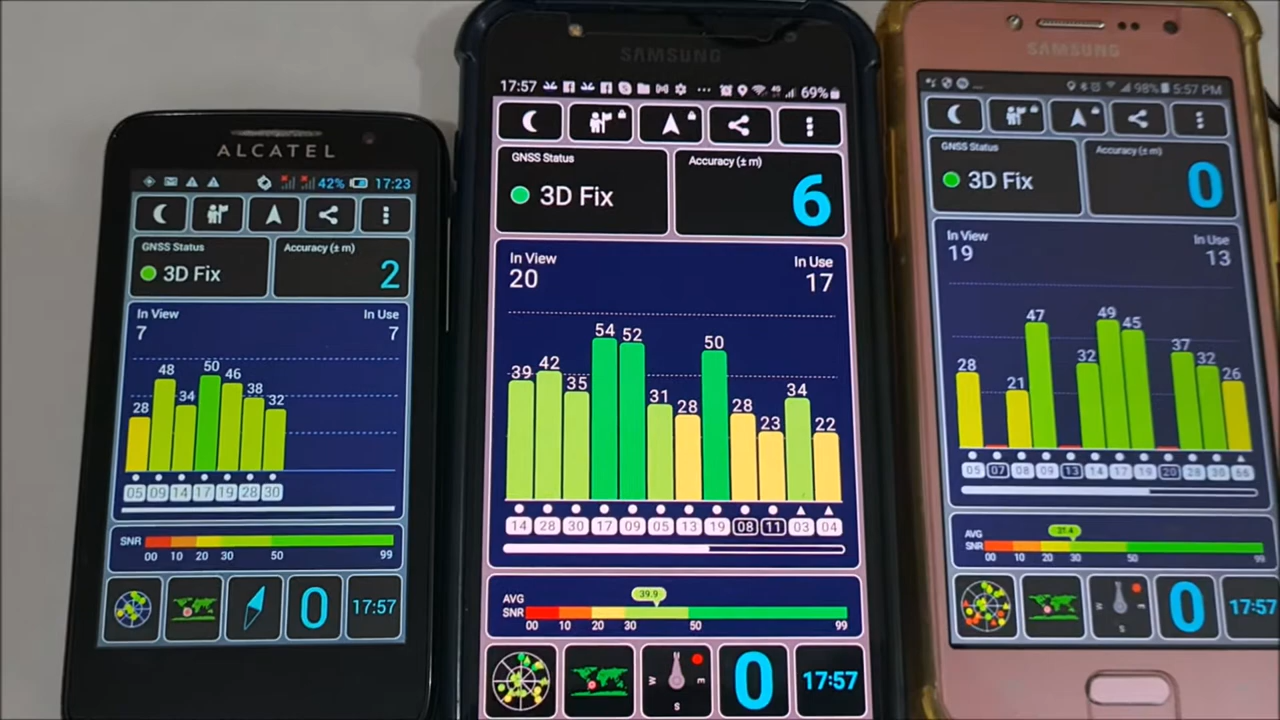 ALCATEL
42% 17:23
GNSS Status
3D Fix
Accuracy (± m)
2
In View
7
In Use
7
28 48 34 50 46 38 32
05 09 14 17 19 28 30
SNR
00 10 20 30 50 99
0
17:57
SAMSUNG
17:57 69%
GNSS Status
3D Fix
Accuracy (± m)
6
In View
20
In Use
17
39 42 35 54 52 31 28 50 28 23 34 22
14 28 30 17 09 05 13 19 08 11 03 04
AVG
SNR
39.9
00 10 20 30 50 99
W E S
0
17:57
SAMSUNG
98% 5:57 PM
GNSS Status
3D Fix
Accuracy (± m)
0
In View
19
In Use
13
28 21 47 32 49 45 37 32 26
05 07 08 09 13 14 17 19 20 28 30 66
AVG
SNR
31.4
00 10 20 30 50 99
S
0
17:57